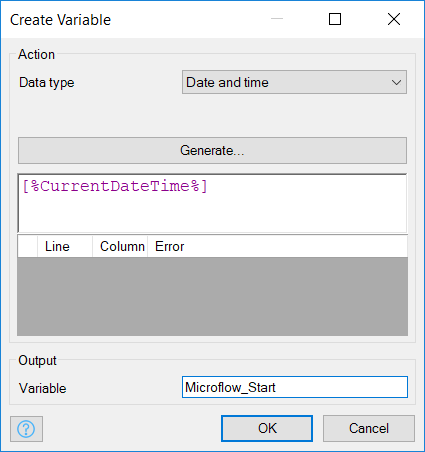 Create Variable
Action
Data type Date and time
Generate...
[%CurrentDateTime%]
Line Column Error
Output
Variable Microflow_Start
? OK Cancel